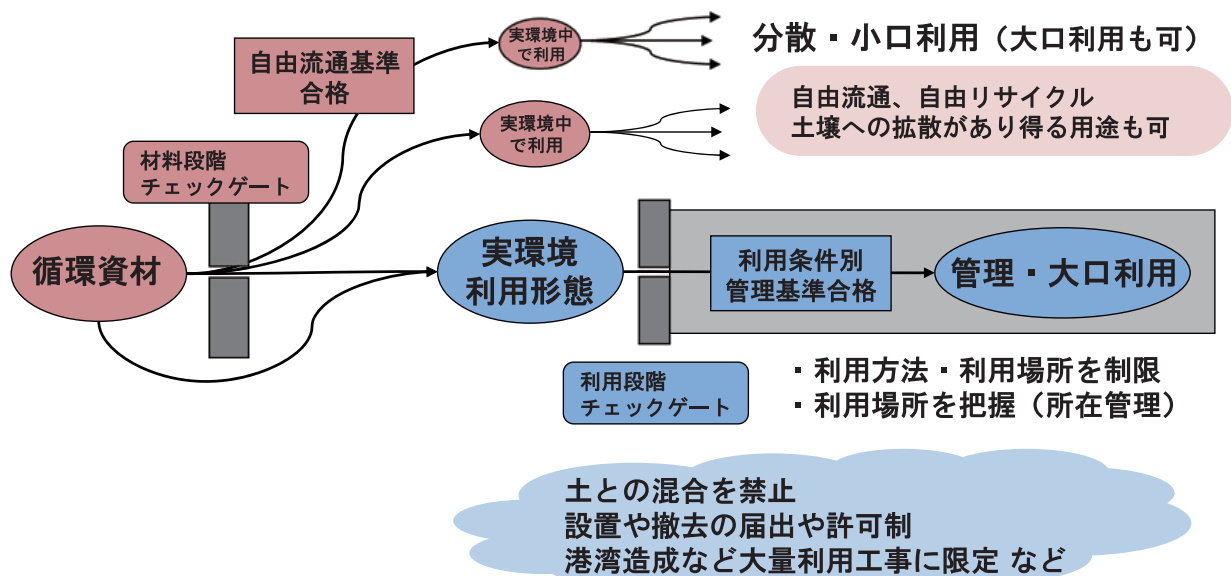 実環境中
で利用
分散・小口利用（大口利用も可）
自由流通基準
合格
自由流通、自由リサイクル
土壌への拡散があり得る用途も可
実環境中
で利用
材料段階
チェックゲート
循環資材
実環境
利用形態
利用条件別
管理基準合格
管理・大口利用
利用段階
チェックゲート
・利用方法・利用場所を制限
・利用場所を把握（所在管理）
土との混合を禁止
設置や撤去の届出や許可制
港湾造成など大量利用工事に限定 など